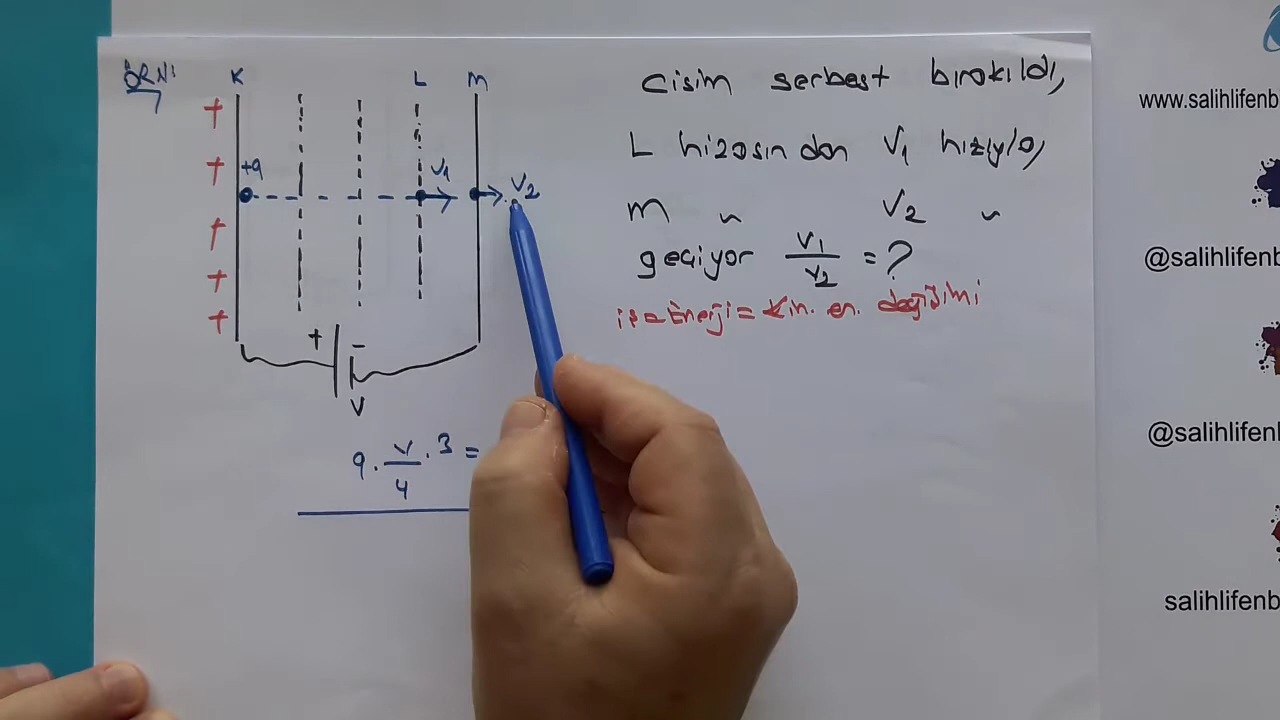 ÖRN:
K L M
+
+
+
+
+
+q V₁ V₂
+ -
V
q . V/4 . 3 =
Cisim serbest bırakıldı,
L hizasından V₁ hızıyla,
M " V₂ "
geçiyor V₁/V₂ = ?
iş = Enerji = kin. en. değişimi
www.salihlifenb
@salihlifenb
@salihlifenl
salihlifenb